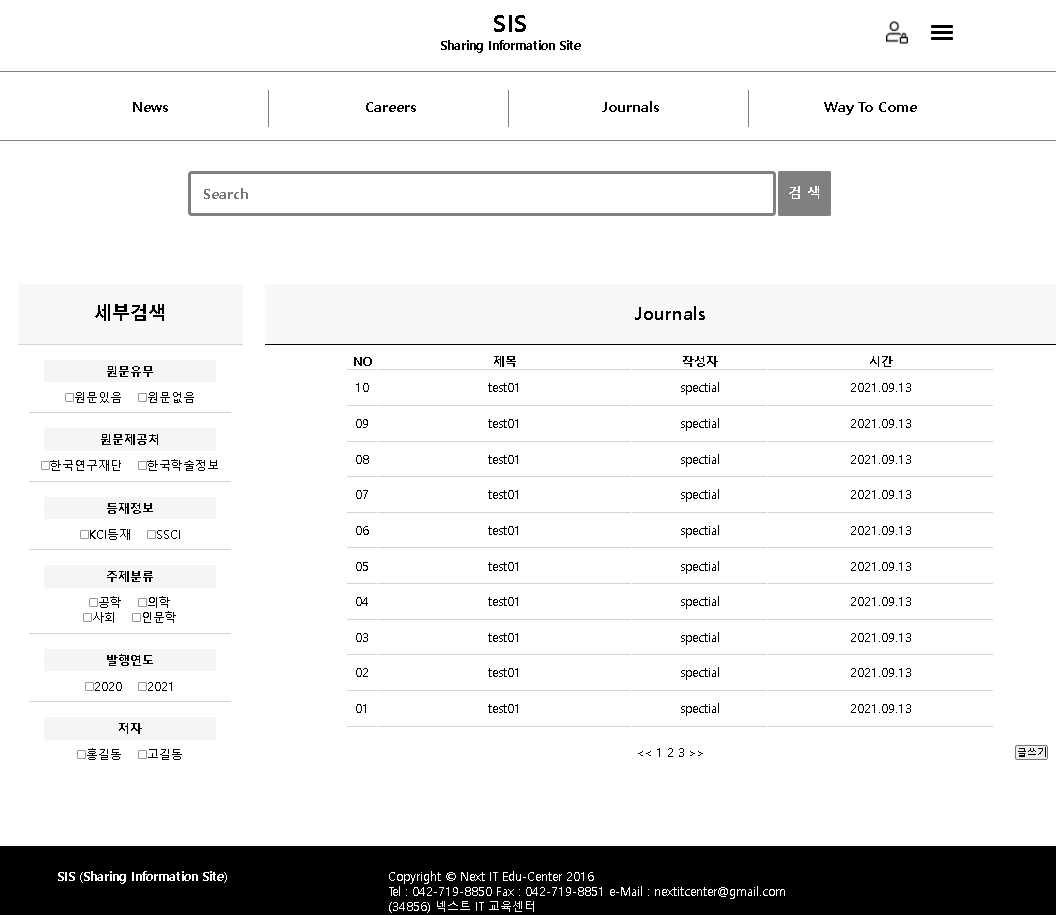 SIS
Sharing Information Site
News Careers Journals Way To Come
Search 검 색
세부검색
원문유무
□원문있음 □원문없음
원문제공처
□한국연구재단 □한국학술정보
등재정보
□KCI등재 □SSCI
주제분류
□공학 □의학
□사회 □인문학
발행연도
□2020 □2021
저자
□홍길동 □고길동
Journals
NO 제목 작성자 시간
10 test01 spectial 2021.09.13
09 test01 spectial 2021.09.13
08 test01 spectial 2021.09.13
07 test01 spectial 2021.09.13
06 test01 spectial 2021.09.13
05 test01 spectial 2021.09.13
04 test01 spectial 2021.09.13
03 test01 spectial 2021.09.13
02 test01 spectial 2021.09.13
01 test01 spectial 2021.09.13
<< 1 2 3 >> 글쓰기
SIS (Sharing Information Site)
Copyright © Next IT Edu-Center 2016
Tel : 042-719-8850 Fax : 042-719-8851 e-Mail : nextitcenter@gmail.com
(34856) 넥스트 IT 교육센터